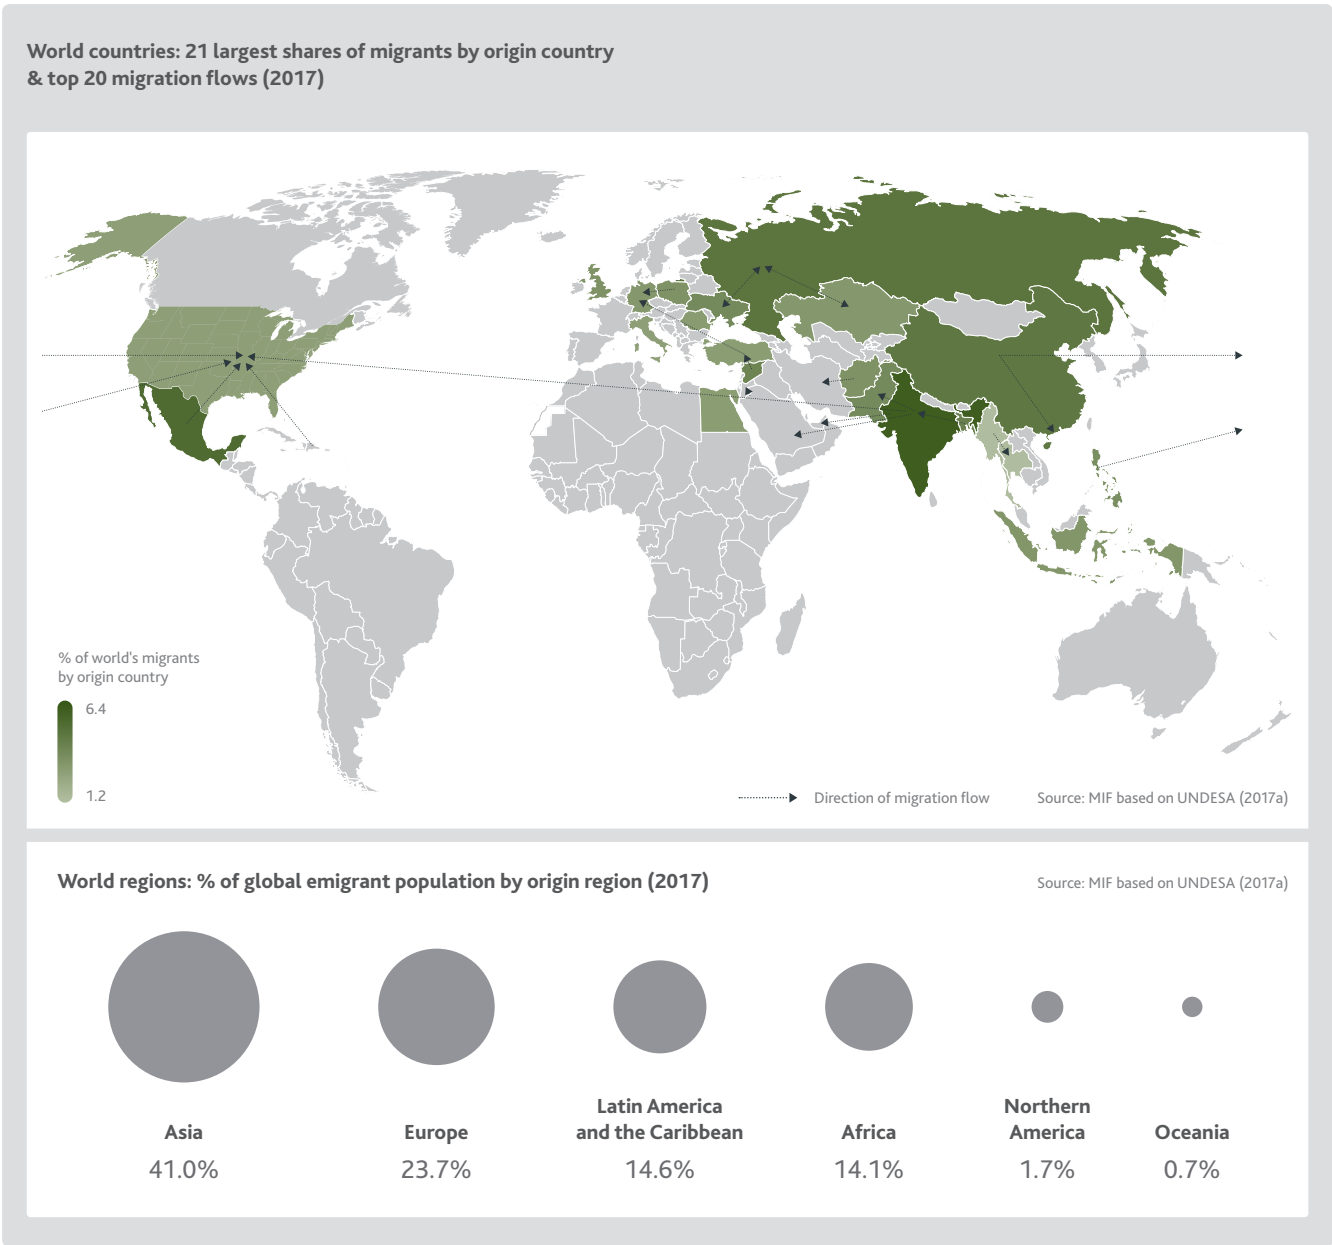 World countries: 21 largest shares of migrants by origin country
& top 20 migration flows (2017)
% of world's migrants
by origin country
6.4
1.2
Direction of migration flow
Source: MIF based on UNDESA (2017a)
World regions: % of global emigrant population by origin region (2017)
Source: MIF based on UNDESA (2017a)
Asia
41.0%
Europe
23.7%
Latin America
and the Caribbean
14.6%
Africa
14.1%
Northern
America
1.7%
Oceania
0.7%